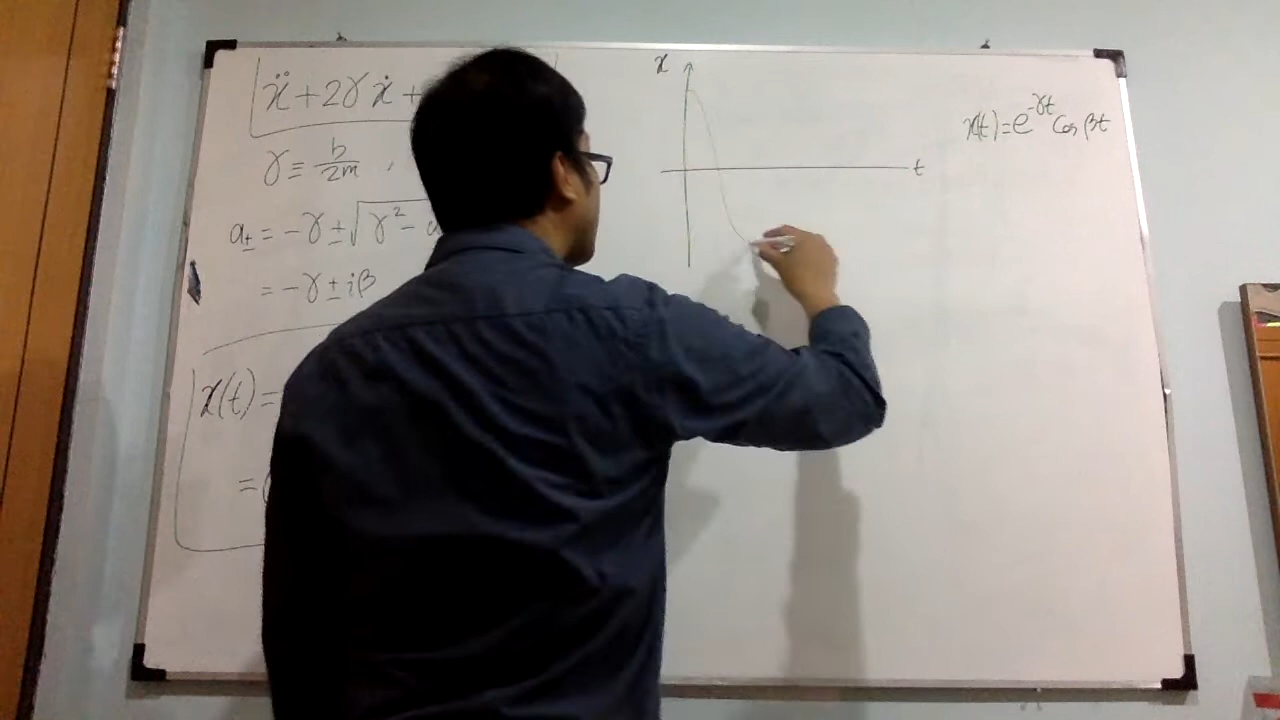 ẍ + 2γẋ +
γ ≡ b/2m ,
a± = -γ ± √γ² -
= -γ ± iβ
x(t) =
=
x
t
x(t) = e^-γt cos βt